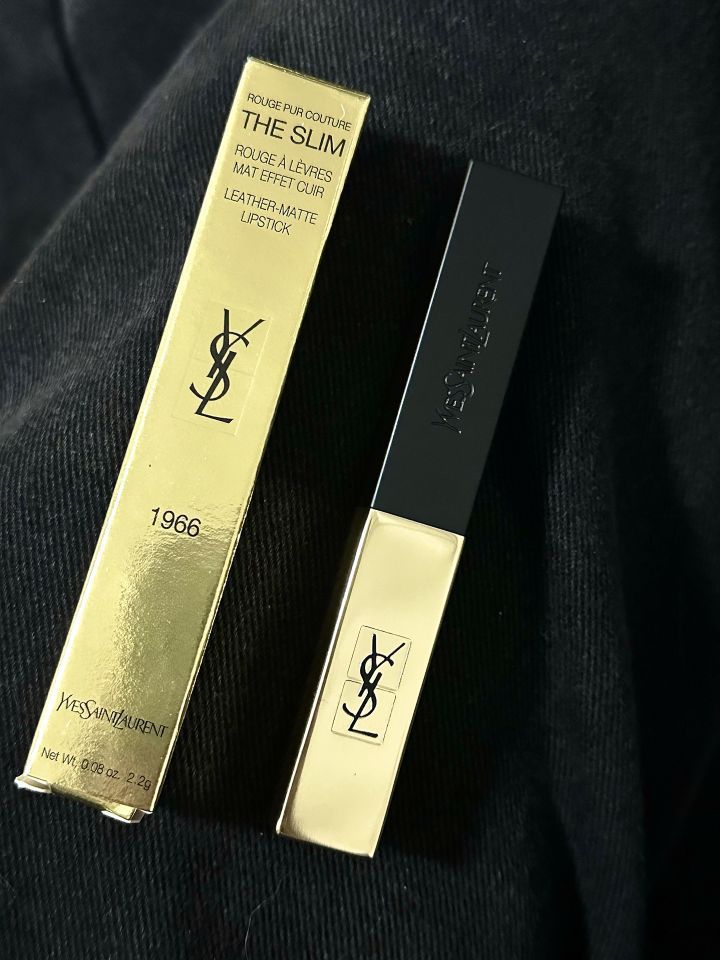 ROUGE PUR COUTURE
THE SLIM
ROUGE À LÈVRES
MAT EFFET CUIR
LEATHER-MATTE
LIPSTICK
YSL
1966
YVESSAINTLAURENT
Net Wt. 0.08 oz. 2.2g
YVESSAINTLAURENT
YSL